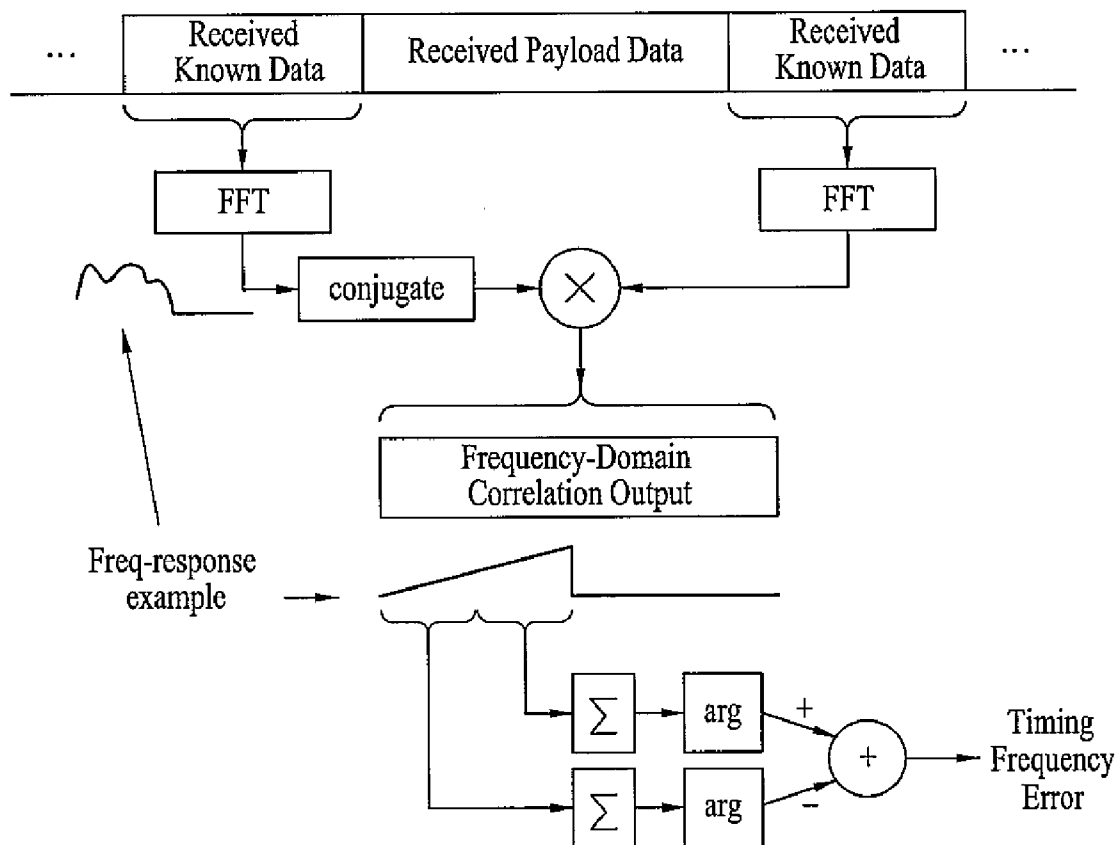 ... Received Known Data Received Payload Data Received Known Data ...
FFT
FFT
conjugate
×
Frequency-Domain
Correlation Output
Freq-response
example
∑
arg
+
+
Timing
Frequency
Error
∑
arg
−